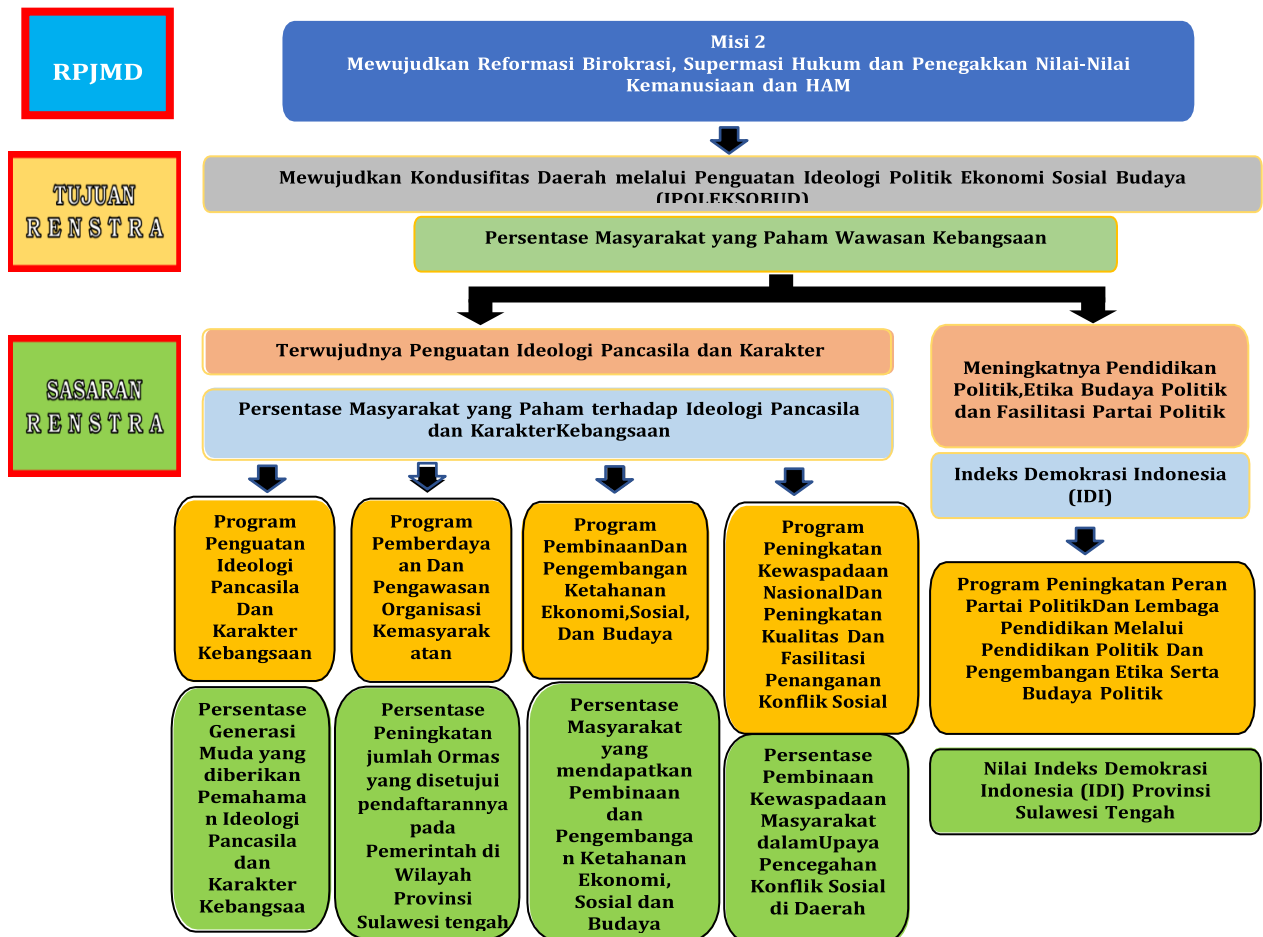 RPJMD
Misi 2
Mewujudkan Reformasi Birokrasi, Supermasi Hukum dan Penegakkan Nilai-Nilai
Kemanusiaan dan HAM
TUJUAN
RENSTRA
Mewujudkan Kondusifitas Daerah melalui Penguatan Ideologi Politik Ekonomi Sosial Budaya
(IPOLEKSOBUD)
Persentase Masyarakat yang Paham Wawasan Kebangsaan
SASARAN
RENSTRA
Terwujudnya Penguatan Ideologi Pancasila dan Karakter
Persentase Masyarakat yang Paham terhadap Ideologi Pancasila
dan KarakterKebangsaan
Meningkatnya Pendidikan
Politik,Etika Budaya Politik
dan Fasilitasi Partai Politik
Indeks Demokrasi Indonesia
(IDI)
Program
Penguatan
Ideologi
Pancasila
Dan
Karakter
Kebangsaan
Program
Pemberdaya
an Dan
Pengawasan
Organisasi
Kemasyarak
atan
Program
PembinaanDan
Pengembangan
Ketahanan
Ekonomi,Sosial,
Dan Budaya
Program
Peningkatan
Kewaspadaan
NasionalDan
Peningkatan
Kualitas Dan
Fasilitasi
Penanganan
Konflik Sosial
Program Peningkatan Peran
Partai PolitikDan Lembaga
Pendidikan Melalui
Pendidikan Politik Dan
Pengembangan Etika Serta
Budaya Politik
Persentase
Generasi
Muda yang
diberikan
Pemahama
n Ideologi
Pancasila
dan
Karakter
Kebangsaa
Persentase
Peningkatan
jumlah Ormas
yang disetujui
pendaftarannya
pada
Pemerintah di
Wilayah
Provinsi
Sulawesi tengah
Persentase
Masyarakat
yang
mendapatkan
Pembinaan
dan
Pengembanga
n Ketahanan
Ekonomi,
Sosial dan
Budaya
Persentase
Pembinaan
Kewaspadaan
Masyarakat
dalamUpaya
Pencegahan
Konflik Sosial
di Daerah
Nilai Indeks Demokrasi
Indonesia (IDI) Provinsi
Sulawesi Tengah